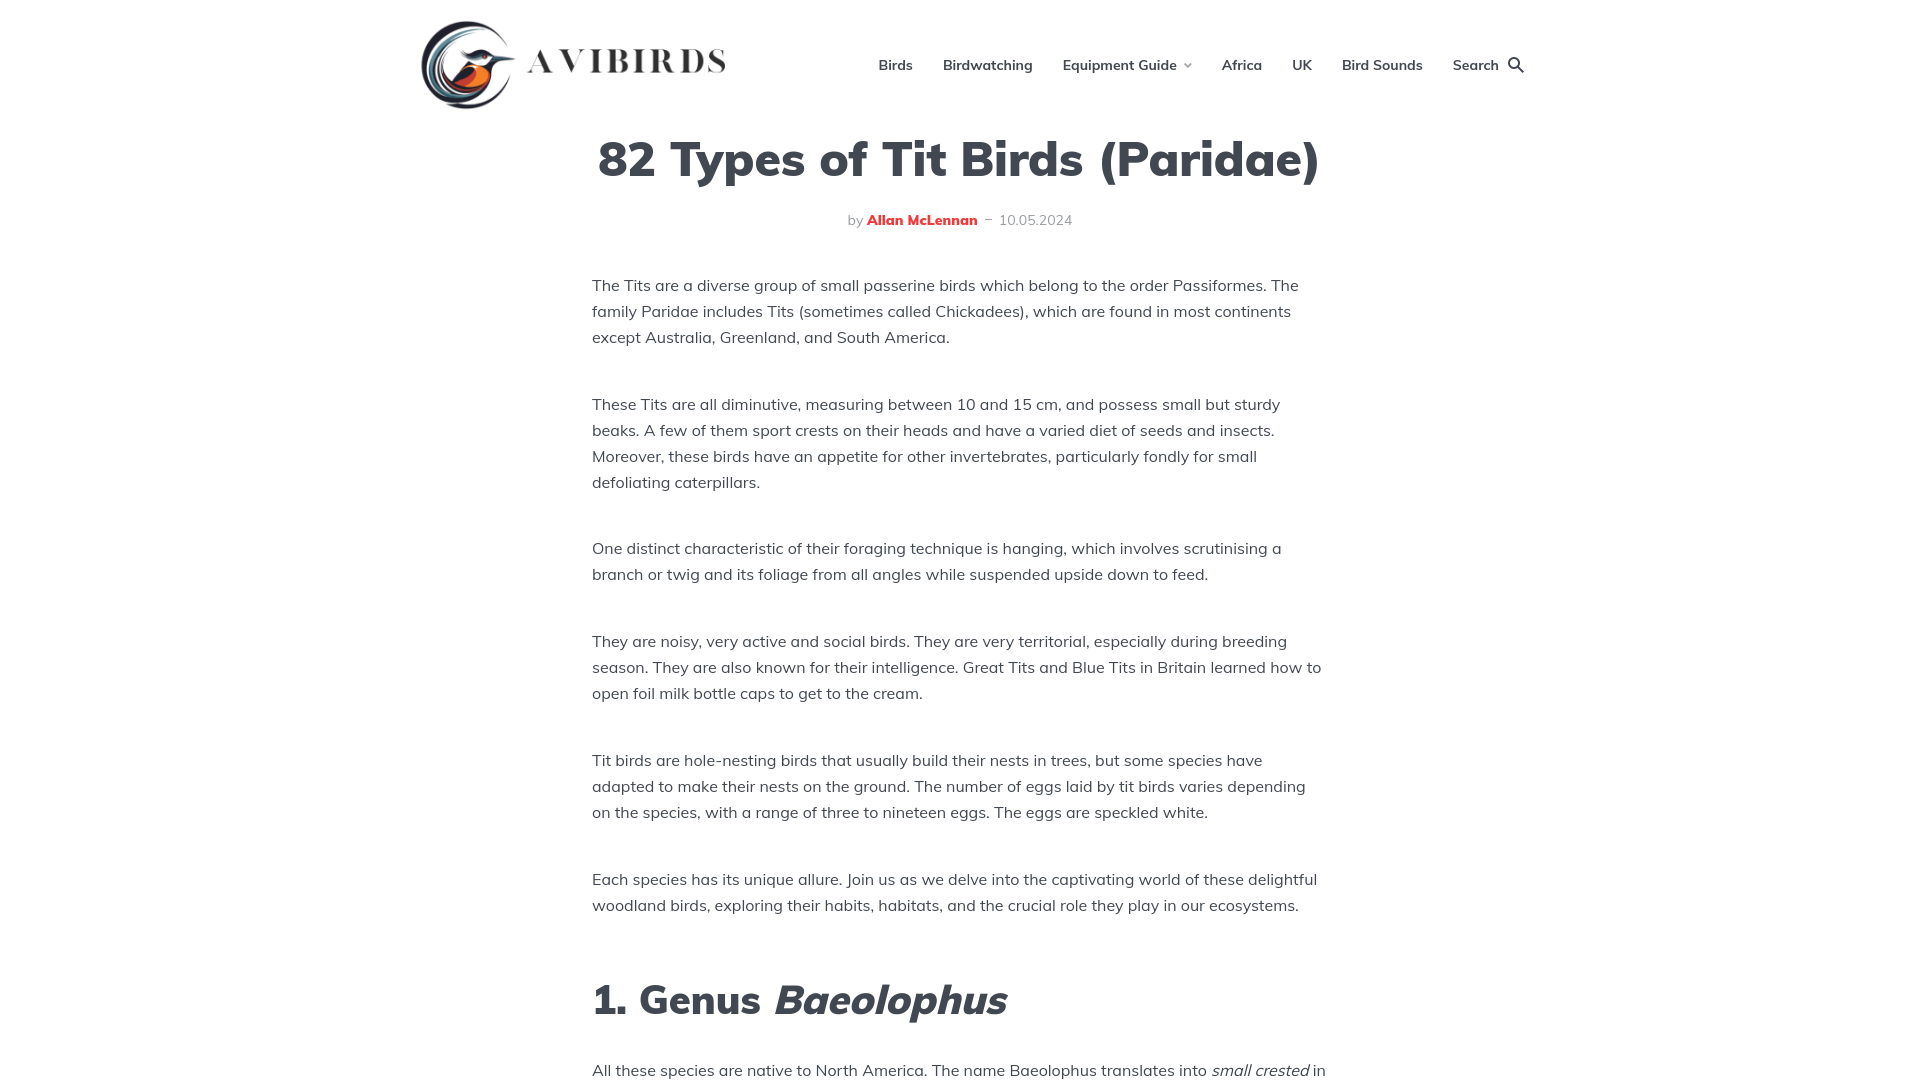 AVIBIRDS
Birds Birdwatching Equipment Guide Africa UK Bird Sounds Search
82 Types of Tit Birds (Paridae)
by Allan McLennan – 10.05.2024
The Tits are a diverse group of small passerine birds which belong to the order Passiformes. The
family Paridae includes Tits (sometimes called Chickadees), which are found in most continents
except Australia, Greenland, and South America.
These Tits are all diminutive, measuring between 10 and 15 cm, and possess small but sturdy
beaks. A few of them sport crests on their heads and have a varied diet of seeds and insects.
Moreover, these birds have an appetite for other invertebrates, particularly fondly for small
defoliating caterpillars.
One distinct characteristic of their foraging technique is hanging, which involves scrutinising a
branch or twig and its foliage from all angles while suspended upside down to feed.
They are noisy, very active and social birds. They are very territorial, especially during breeding
season. They are also known for their intelligence. Great Tits and Blue Tits in Britain learned how to
open foil milk bottle caps to get to the cream.
Tit birds are hole-nesting birds that usually build their nests in trees, but some species have
adapted to make their nests on the ground. The number of eggs laid by tit birds varies depending
on the species, with a range of three to nineteen eggs. The eggs are speckled white.
Each species has its unique allure. Join us as we delve into the captivating world of these delightful
woodland birds, exploring their habits, habitats, and the crucial role they play in our ecosystems.
1. Genus Baeolophus
All these species are native to North America. The name Baeolophus translates into small crested in